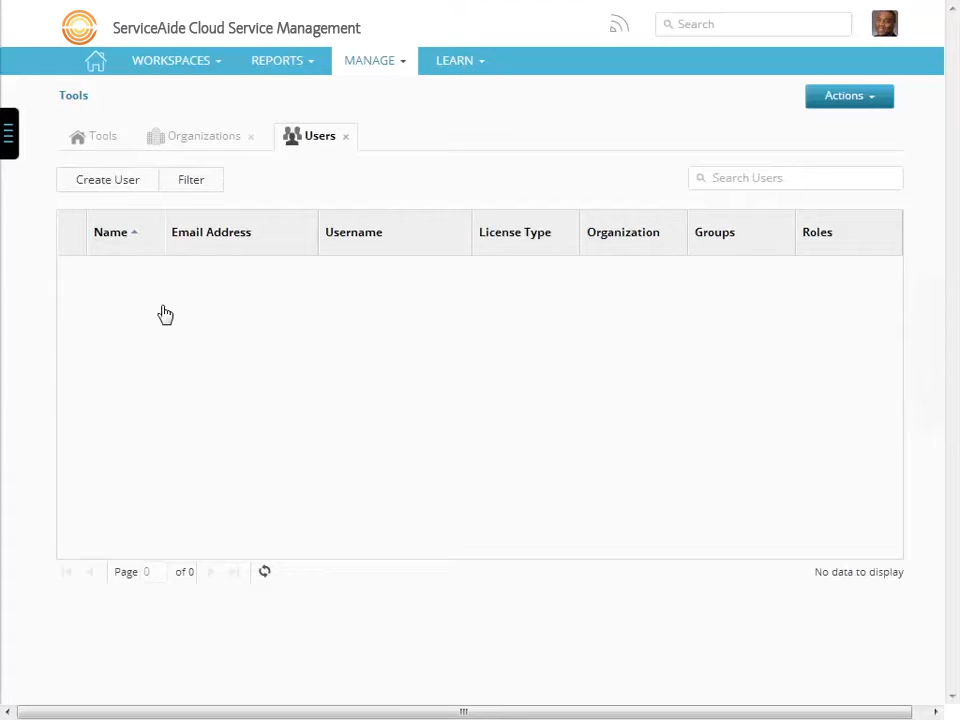 ServiceAide Cloud Service Management
Search
WORKSPACES
REPORTS
MANAGE
LEARN
Tools
Actions
Tools
Organizations ×
Users ×
Create User
Filter
Search Users
Name
Email Address
Username
License Type
Organization
Groups
Roles
Page 0 of 0
No data to display